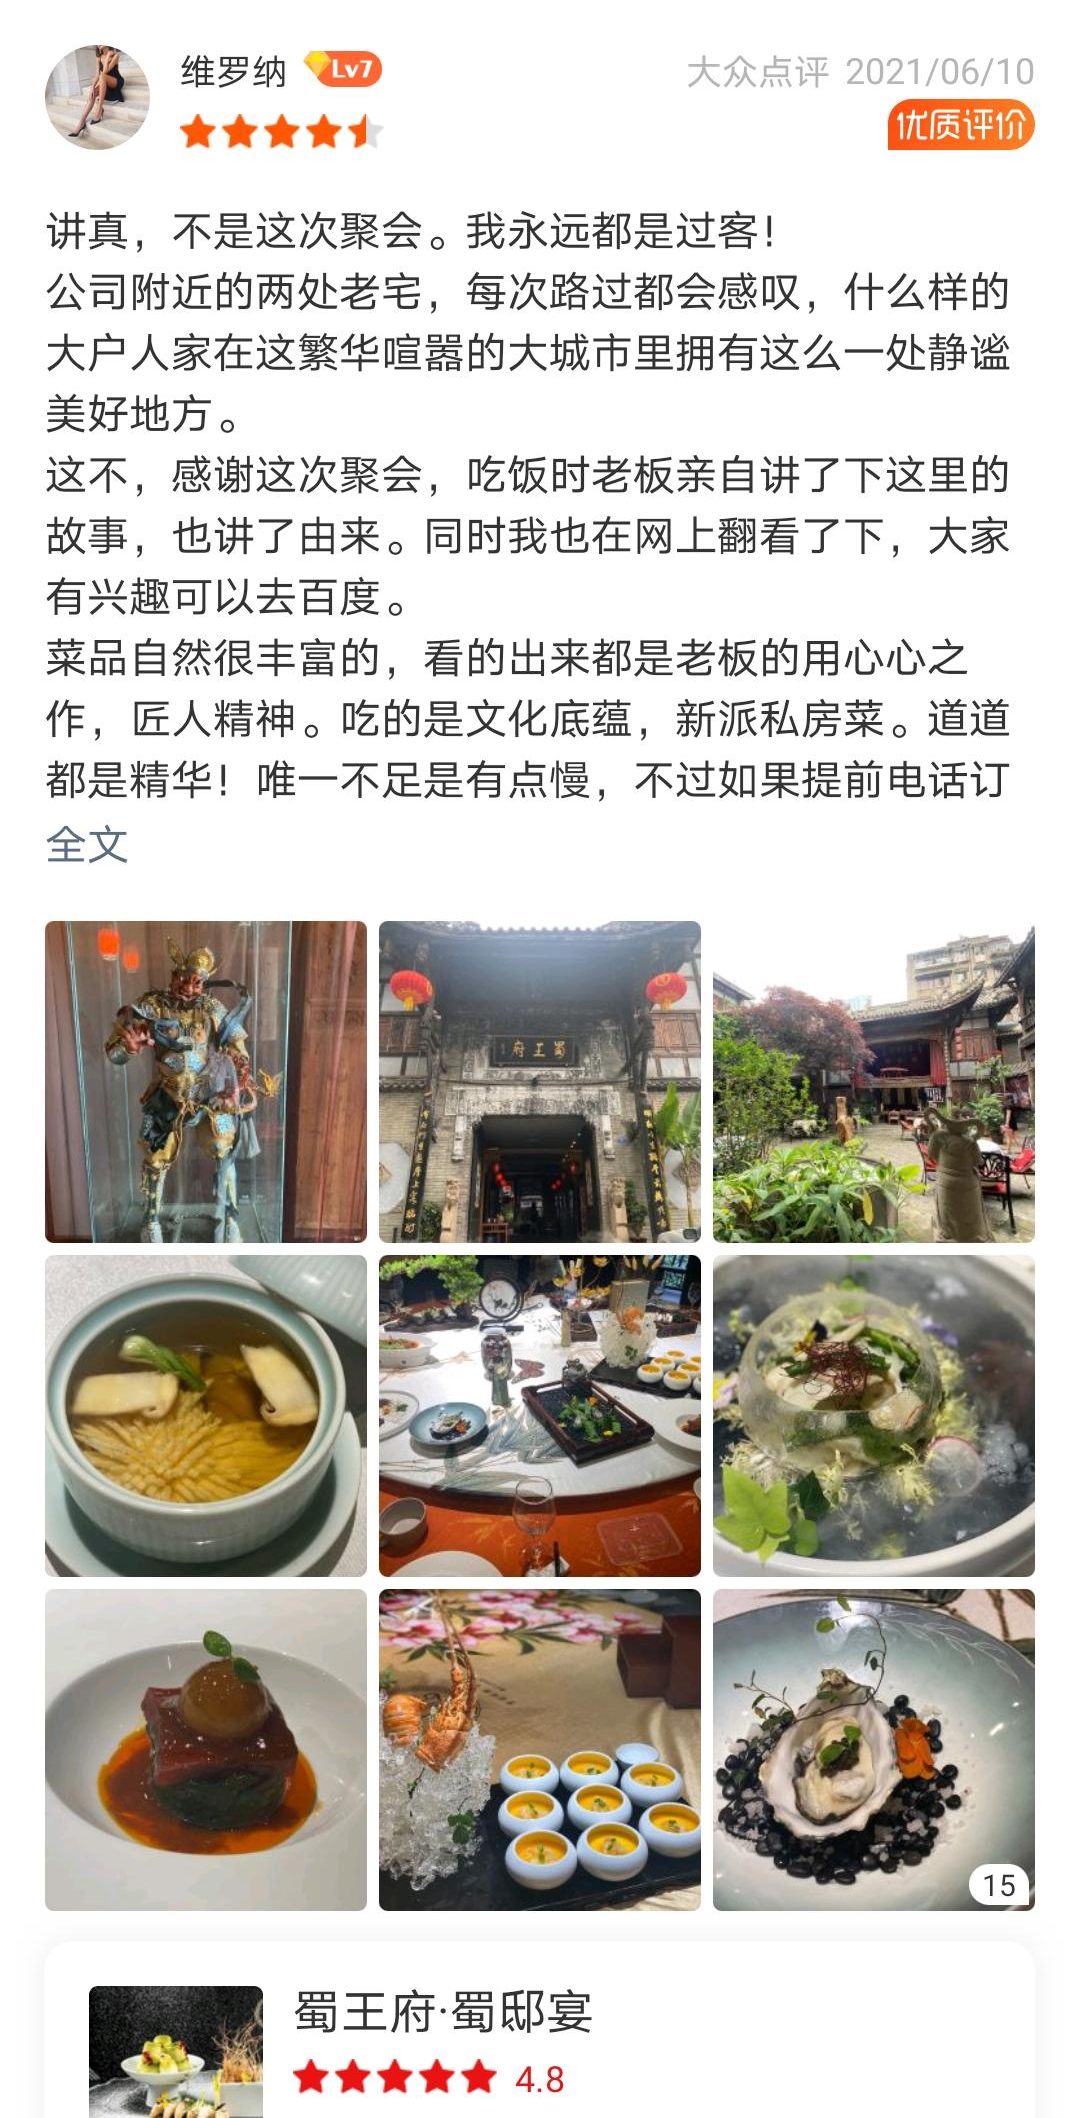 维罗纳 Lv7
大众点评 2021/06/10
优质评价
讲真，不是这次聚会。我永远都是过客！
公司附近的两处老宅，每次路过都会感叹，什么样的
大户人家在这繁华喧嚣的大城市里拥有这么一处静谧
美好地方。
这不，感谢这次聚会，吃饭时老板亲自讲了下这里的
故事，也讲了由来。同时我也在网上翻看了下，大家
有兴趣可以去百度。
菜品自然很丰富的，看的出来都是老板的用心心之
作，匠人精神。吃的是文化底蕴，新派私房菜。道道
都是精华！唯一不足是有点慢，不过如果提前电话订
全文
府王蜀
15
蜀王府·蜀邸宴
4.8